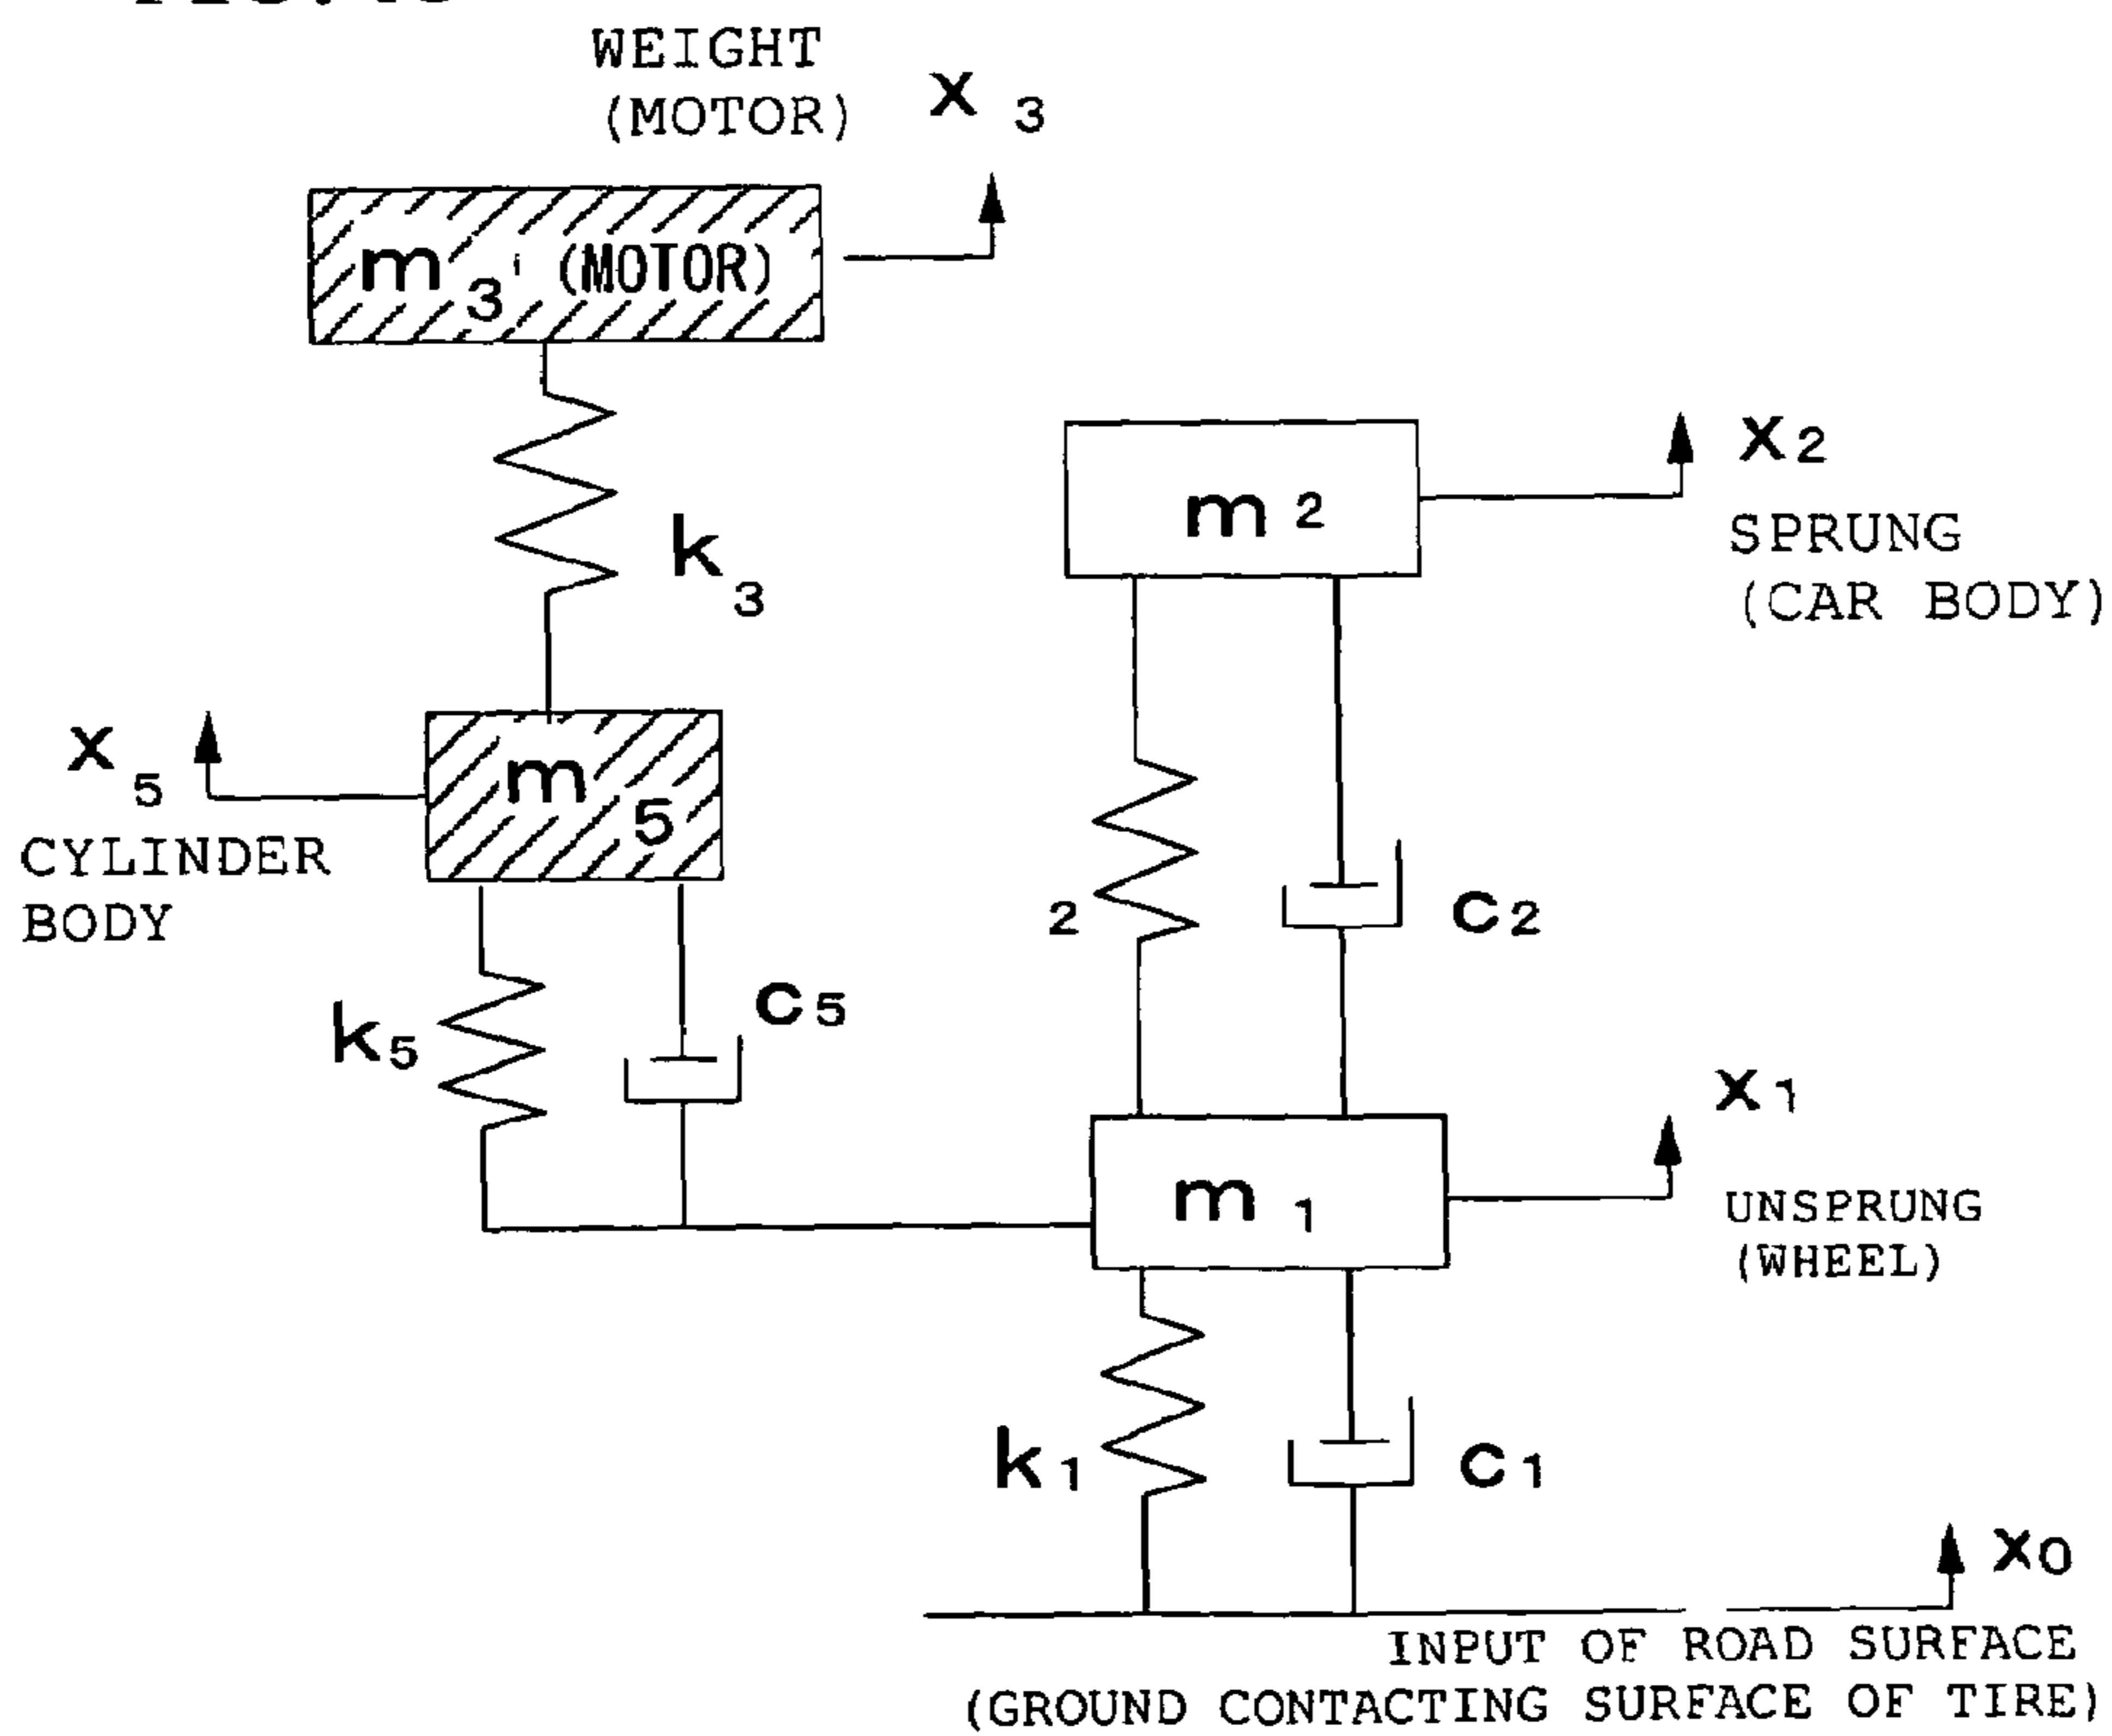 WEIGHT
(MOTOR)
X 3
m 3' (MOTOR)
k 3
m 2
X2
SPRUNG
(CAR BODY)
X 5
CYLINDER
BODY
m 5
2
C2
k5
C5
m 1
X1
UNSPRUNG
(WHEEL)
k1
C1
X0
INPUT OF ROAD SURFACE
(GROUND CONTACTING SURFACE OF TIRE)